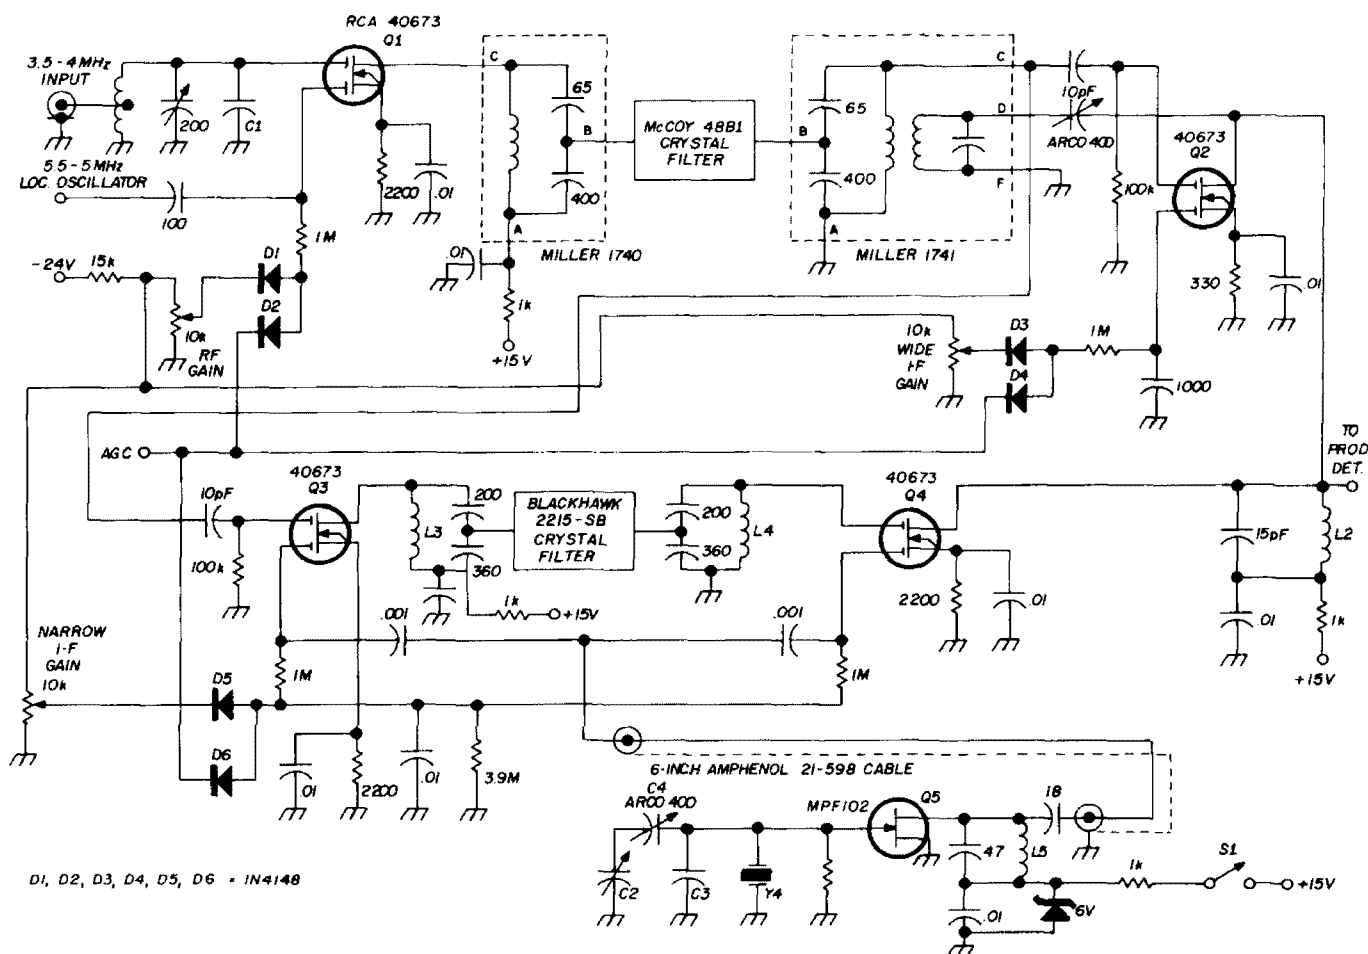 RCA 40673
Q1
3.5-4MHz
INPUT
200
C1
2200
.01
5.5-5MHz
LOC. OSCILLATOR
100
1M
-24V
15k
D1
D2
10k
RF
GAIN
C
65
B
400
A
MILLER 1740
.01
1k
+15V
McCOY 48B1
CRYSTAL
FILTER
C
65
B
400
A
D
F
MILLER 1741
10pF
ARCO 400
100k
40673
Q2
330
.01
10k
WIDE
I-F
GAIN
D3
D4
1M
1000
AGC
TO
PROD
DET.
40673
Q3
10pF
100k
L3
200
360
BLACKHAWK
2215-SB
CRYSTAL
FILTER
200
360
L4
40673
Q4
2200
.01
15pF
L2
.01
1k
+15V
1k
+15V
.001
.001
1M
1M
NARROW
I-F
GAIN
10k
D5
D6
.01
2200
.01
3.9M
6-INCH AMPHENOL 21-598 CABLE
C4
ARCO 400
MPF102
Q5
18
C2
C3
Y4
47
L5
.01
6V
1k
S1
+15V
D1, D2, D3, D4, D5, D6 = 1N4148